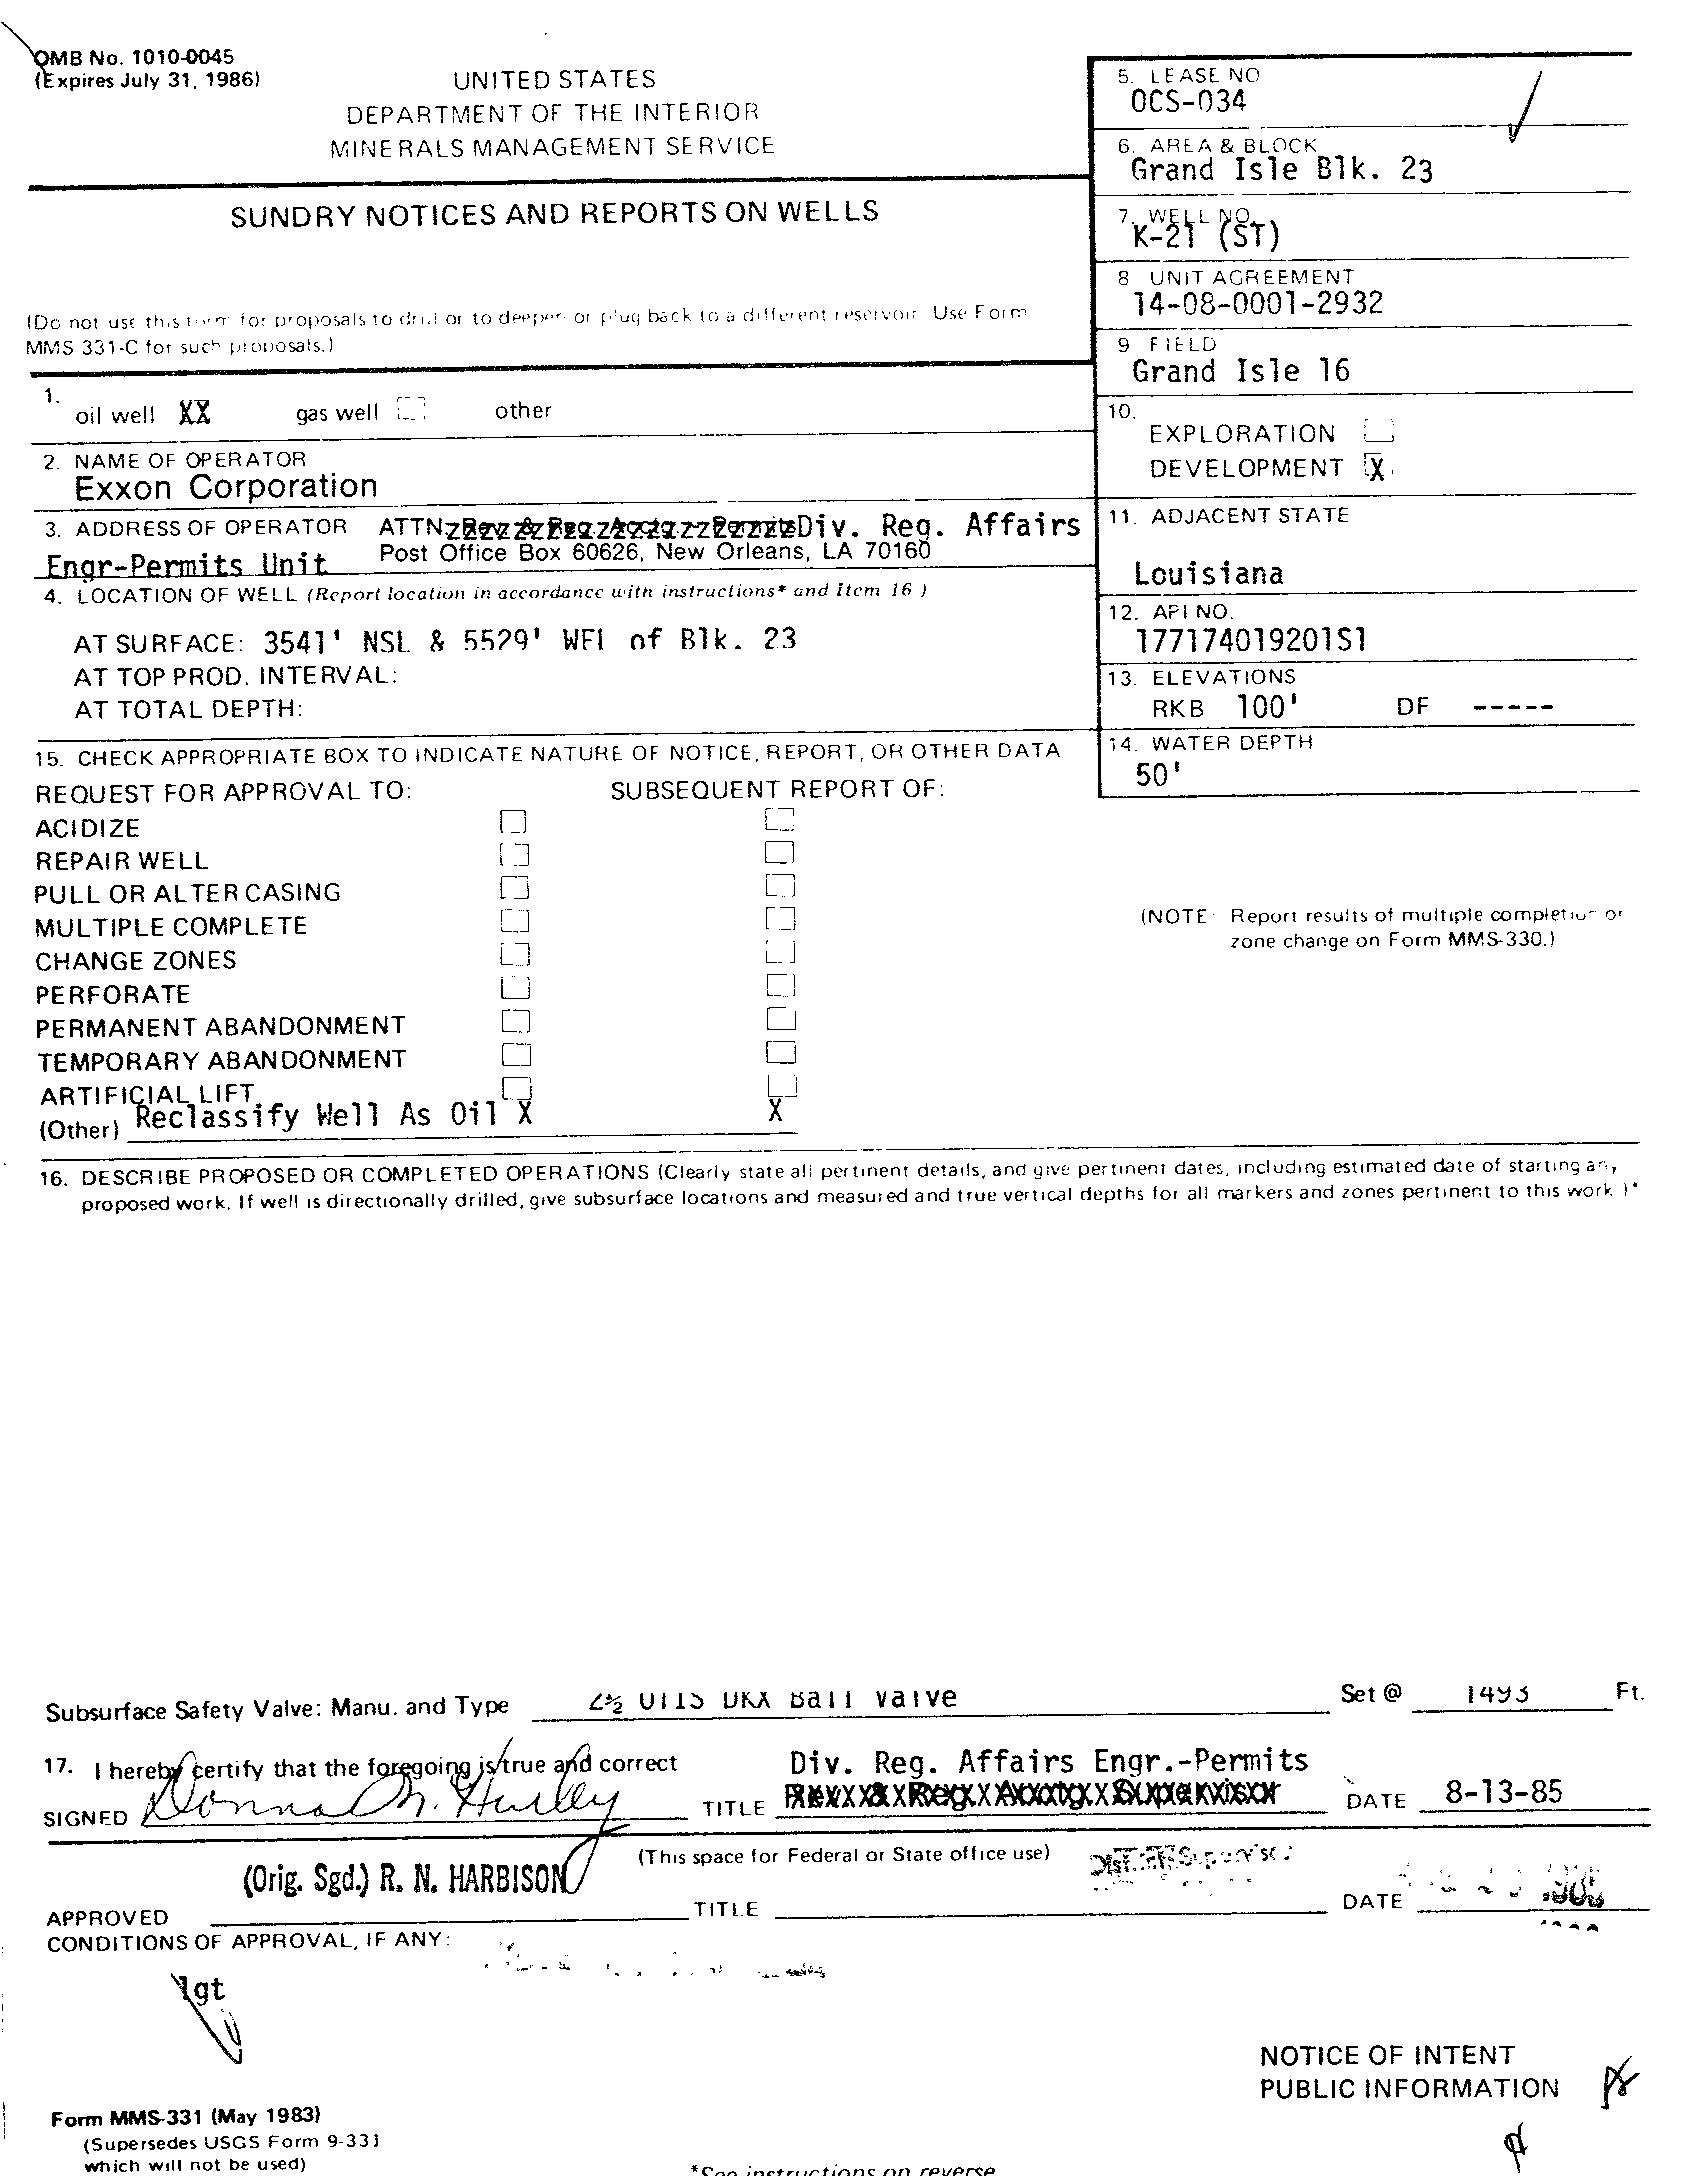 OMB No. 1010-0045
(Expires July 31, 1986)
UNITED STATES
DEPARTMENT OF THE INTERIOR
MINERALS MANAGEMENT SERVICE
SUNDRY NOTICES AND REPORTS ON WELLS
(Do not use this form for proposals to drill or to deepen or plug back to a different reservoir. Use Form
MMS 331-C for such proposals.)
5. LEASE NO
OCS-034
6. AREA & BLOCK
Grand Isle Blk. 23
7. WELL NO.
K-21 (ST)
8 UNIT AGREEMENT
14-08-0001-2932
9 FIELD
Grand Isle 16
10.
EXPLORATION
DEVELOPMENT X
11. ADJACENT STATE
Louisiana
12. API NO.
177174019201S1
13. ELEVATIONS
RKB 100' DF -----
14. WATER DEPTH
50'
1.
oil well XX gas well other
2. NAME OF OPERATOR
Exxon Corporation
3. ADDRESS OF OPERATOR ATTN Div. Reg. Affairs
Engr-Permits Unit Post Office Box 60626, New Orleans, LA 70160
4. LOCATION OF WELL (Report location in accordance with instructions* and Item 16 )
AT SURFACE: 3541' NSL & 5529' WFL of Blk. 23
AT TOP PROD. INTERVAL:
AT TOTAL DEPTH:
15. CHECK APPROPRIATE BOX TO INDICATE NATURE OF NOTICE, REPORT, OR OTHER DATA
REQUEST FOR APPROVAL TO: SUBSEQUENT REPORT OF:
ACIDIZE
REPAIR WELL
PULL OR ALTER CASING
MULTIPLE COMPLETE
CHANGE ZONES
PERFORATE
PERMANENT ABANDONMENT
TEMPORARY ABANDONMENT
ARTIFICIAL LIFT
(Other) Reclassify Well As Oil X X
(NOTE: Report results of multiple completion or
zone change on Form MMS-330.)
16. DESCRIBE PROPOSED OR COMPLETED OPERATIONS (Clearly state all pertinent details, and give pertinent dates, including estimated date of starting any
proposed work. If well is directionally drilled, give subsurface locations and measured and true vertical depths for all markers and zones pertinent to this work.)*
Subsurface Safety Valve: Manu. and Type 2½ OTIS DKX Ball Valve Set @ 1493 Ft.
17. I hereby certify that the foregoing is true and correct
Div. Reg. Affairs Engr.-Permits
SIGNED Donna M. Hurley TITLE DATE 8-13-85
(This space for Federal or State office use)
(Orig. Sgd.) R. N. HARBISON
APPROVED TITLE DATE
CONDITIONS OF APPROVAL, IF ANY:
lgt
NOTICE OF INTENT
PUBLIC INFORMATION
Form MMS-331 (May 1983)
(Supersedes USGS Form 9-331
which will not be used)
*See instructions on reverse